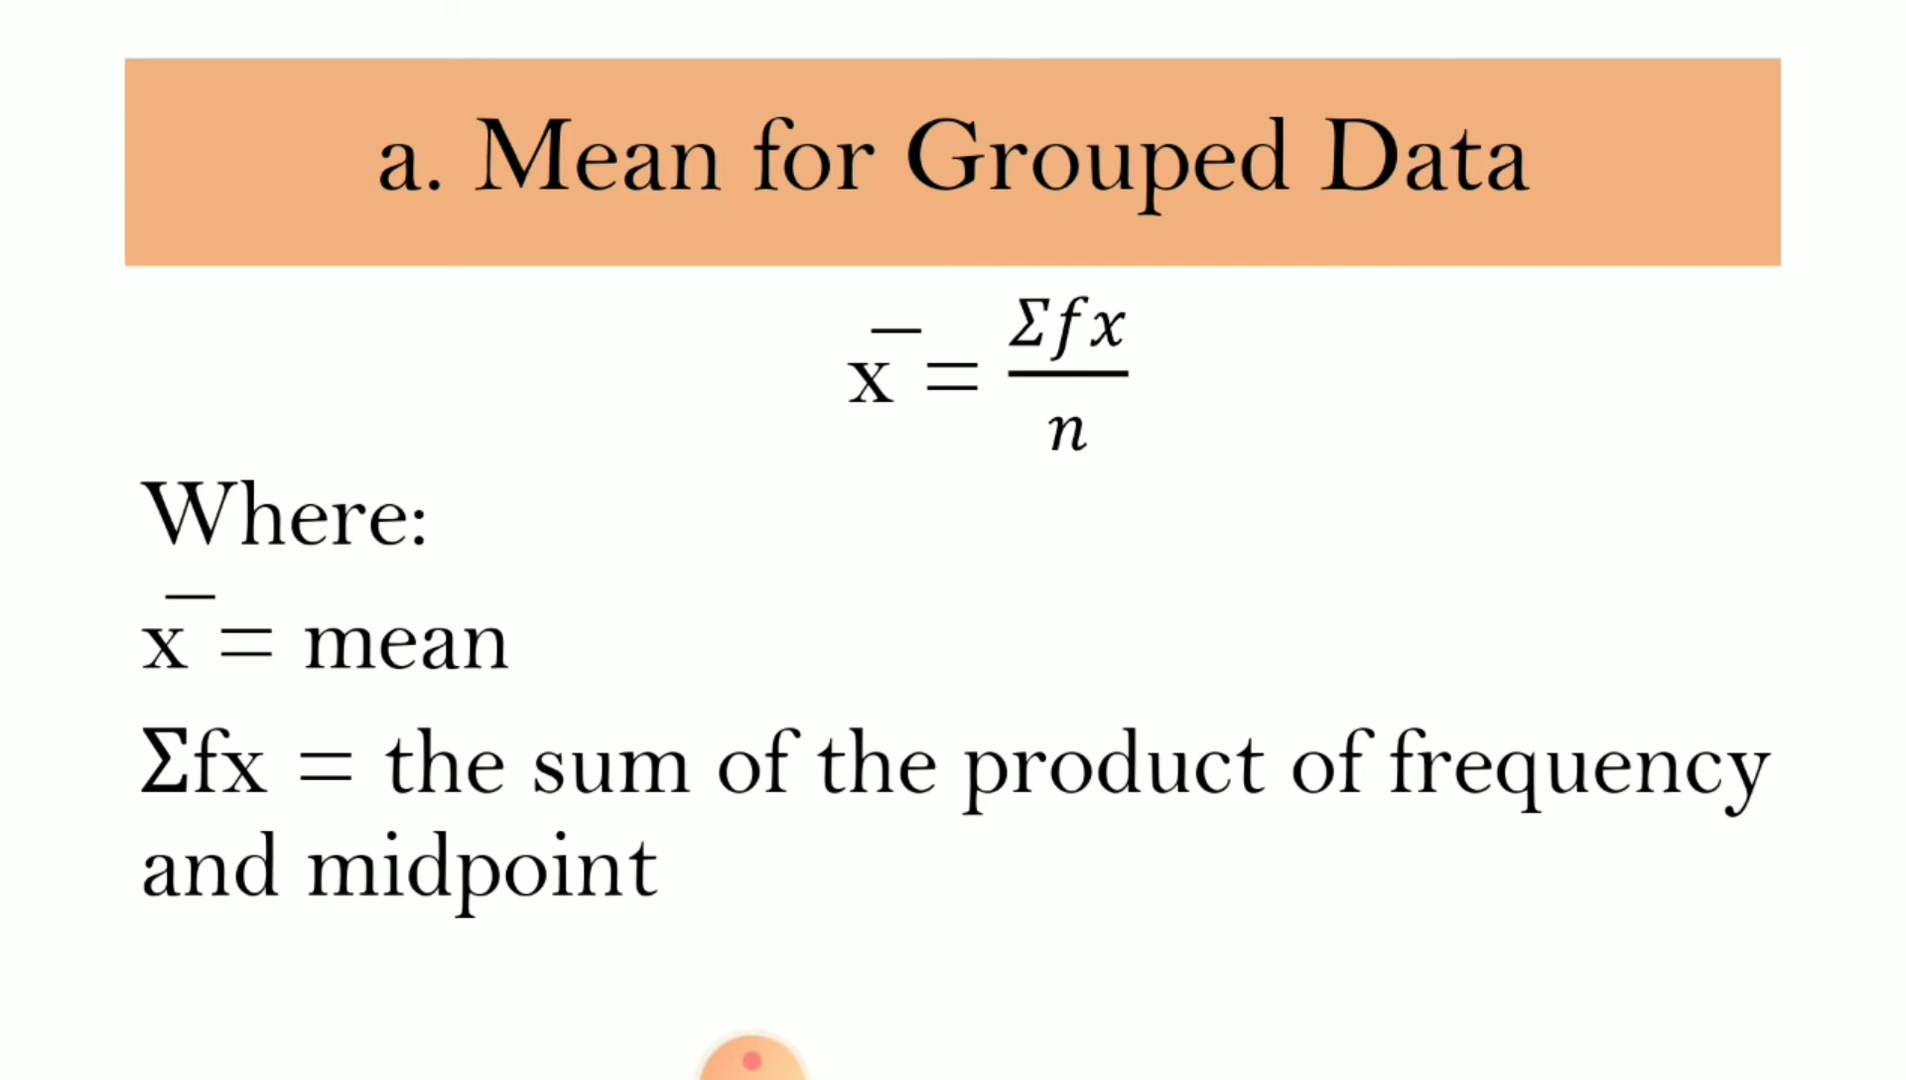 a. Mean for Grouped Data
x̅ = Σfx / n
Where:
x̅ = mean
Σfx = the sum of the product of frequency
and midpoint